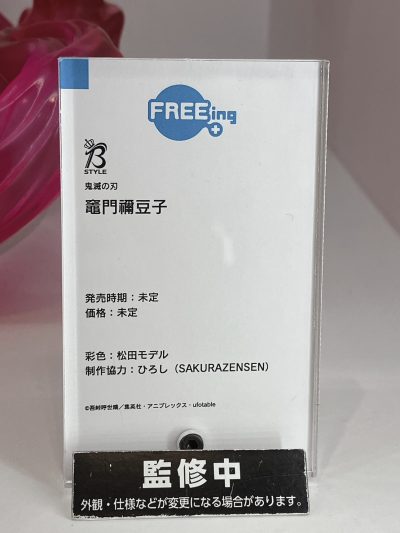 FREEing
B
STYLE
鬼滅の刃
竈門禰豆子
発売時期：未定
価格：未定
彩色：松田モデル
制作協力：ひろし（SAKURAZENSEN）
©吾峠呼世晴／集英社・アニプレックス・ufotable
監修中
外観・仕様などが変更になる場合があります。